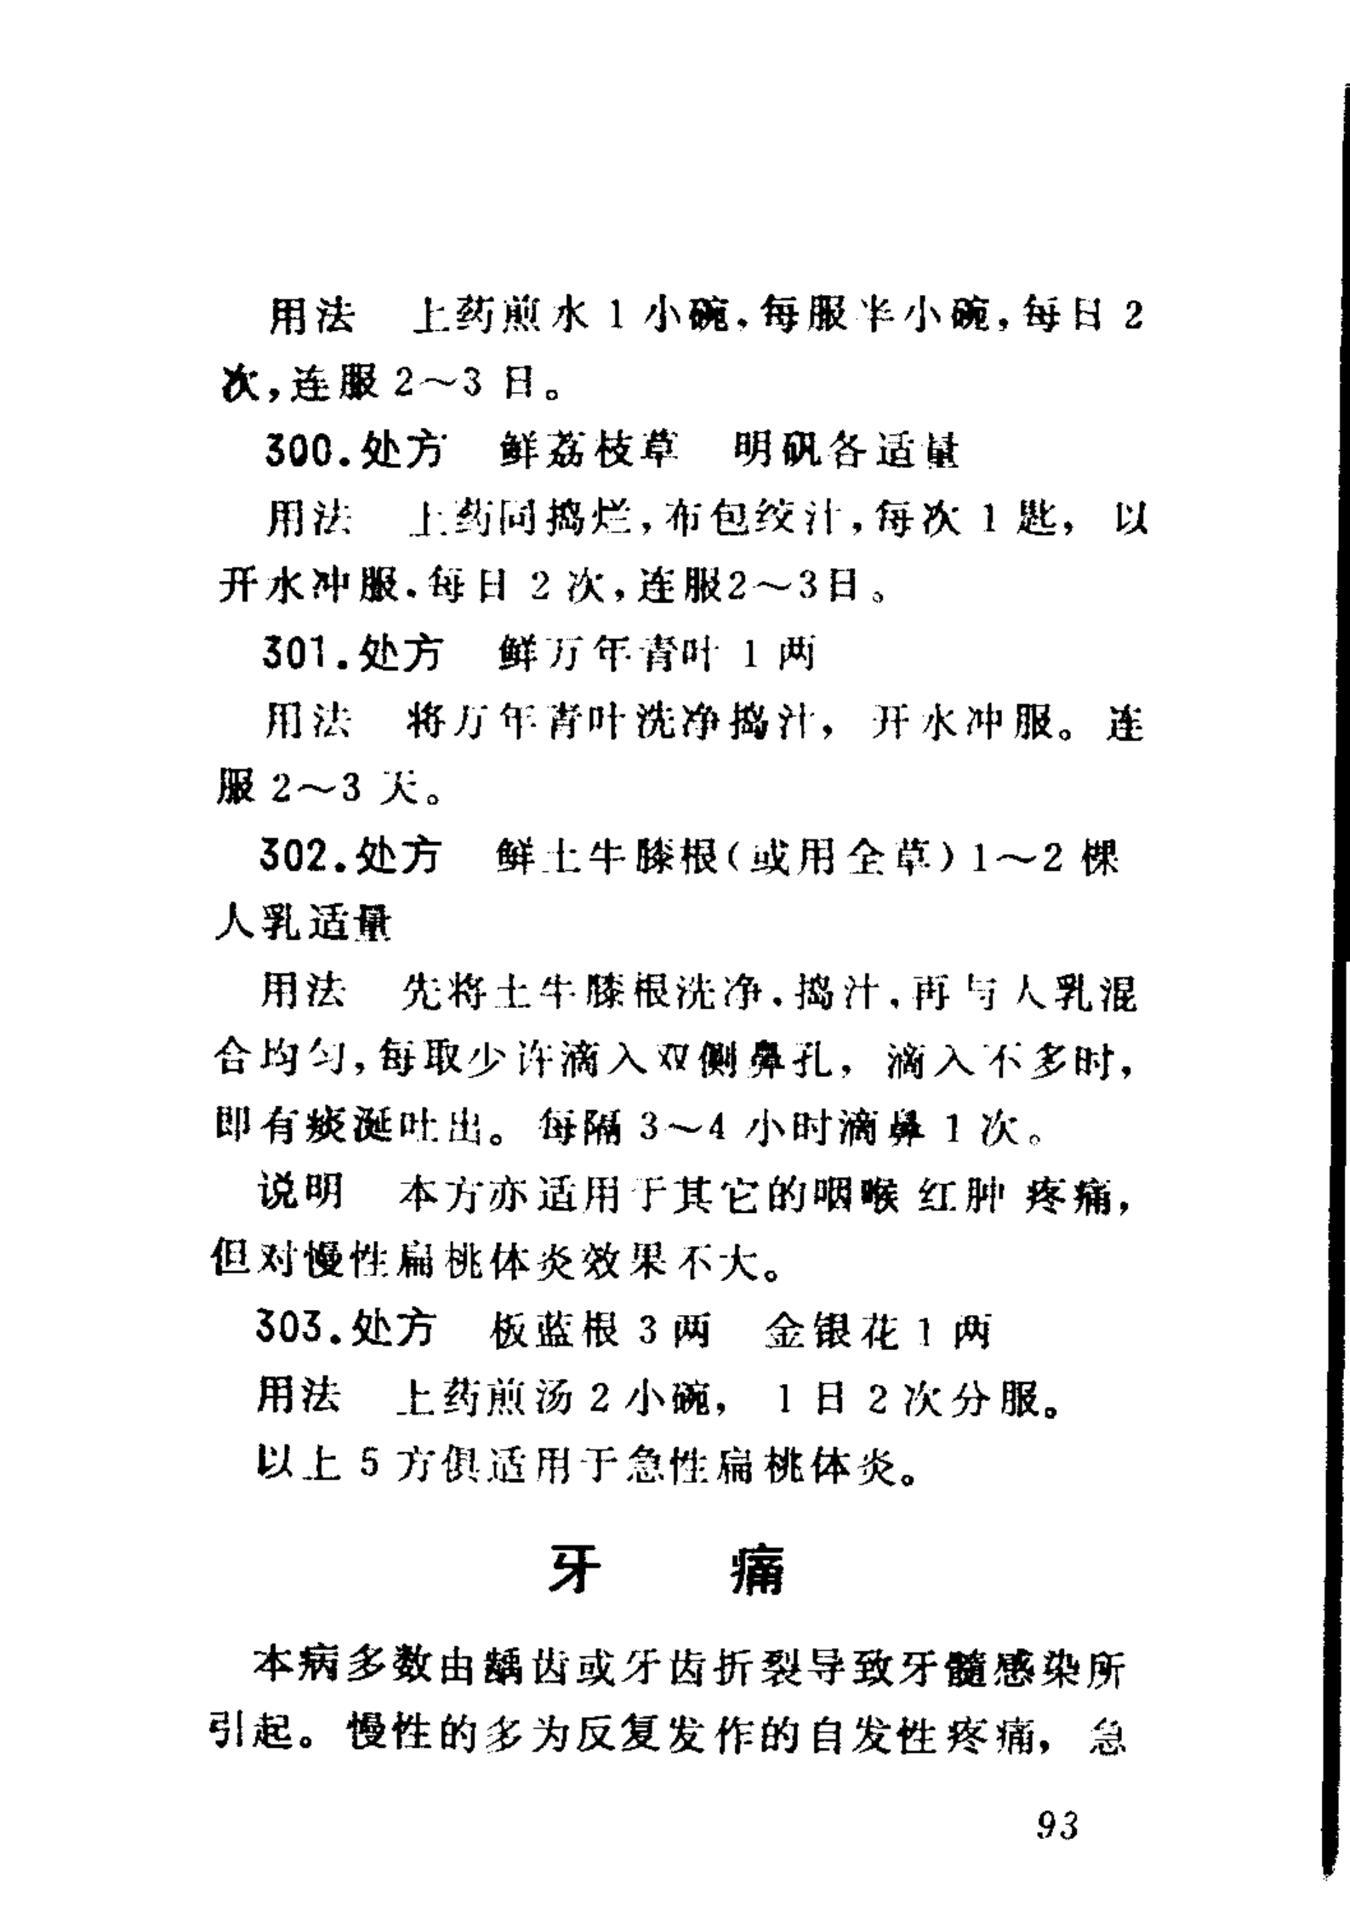 用法　上药煎水 1 小碗，每服半小碗，每日 2
次，连服 2～3 日。
300.处方　鲜荔枝草　明矾各适量
用法　上药同捣烂，布包绞汁，每次 1 匙，以
开水冲服，每日 2 次，连服2～3日。
301.处方　鲜万年青叶 1 两
用法　将万年青叶洗净捣汁，开水冲服。连
服 2～3 天。
302.处方　鲜土牛膝根（或用全草）1～2 棵
人乳适量
用法　先将土牛膝根洗净，捣汁，再与人乳混
合均匀，每取少许滴入双侧鼻孔，滴入不多时，
即有痰涎吐出。每隔 3～4 小时滴鼻 1 次。
说明　本方亦适用于其它的咽喉红肿疼痛，
但对慢性扁桃体炎效果不大。
303.处方　板蓝根 3 两　金银花 1 两
用法　上药煎汤 2 小碗，1 日 2 次分服。
以上 5 方俱适用于急性扁桃体炎。
牙　痛
本病多数由龋齿或牙齿折裂导致牙髓感染所
引起。慢性的多为反复发作的自发性疼痛，急
93